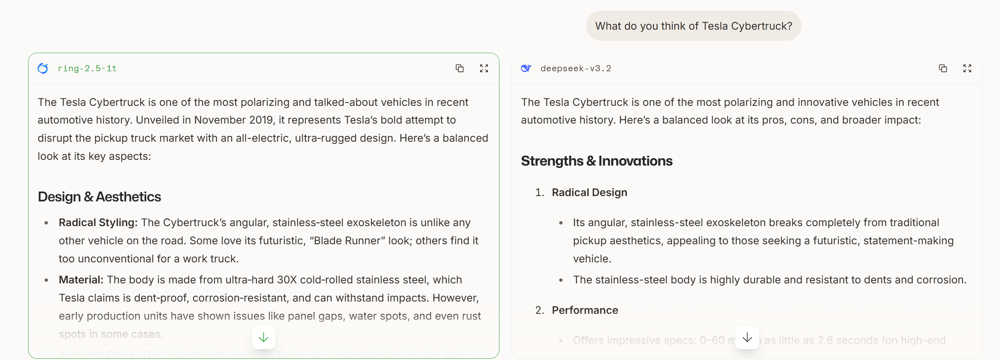 What do you think of Tesla Cybertruck?
ring-2.5-1t
The Tesla Cybertruck is one of the most polarizing and talked-about vehicles in recent
automotive history. Unveiled in November 2019, it represents Tesla’s bold attempt to
disrupt the pickup truck market with an all-electric, ultra-rugged design. Here’s a balanced
look at its key aspects:
Design & Aesthetics
• Radical Styling: The Cybertruck’s angular, stainless-steel exoskeleton is unlike any
other vehicle on the road. Some love its futuristic, “Blade Runner” look; others find it
too unconventional for a work truck.
• Material: The body is made from ultra-hard 30X cold-rolled stainless steel, which
Tesla claims is dent-proof, corrosion-resistant, and can withstand impacts. However,
early production units have shown issues like panel gaps, water spots, and even rust
spots in some cases.
• Armored Glass: The “bulletproof” windows famously cracked during the live demo
deepseek-v3.2
The Tesla Cybertruck is one of the most polarizing and innovative vehicles in recent
automotive history. Here’s a balanced look at its pros, cons, and broader impact:
Strengths & Innovations
1. Radical Design
• Its angular, stainless-steel exoskeleton breaks completely from traditional
pickup aesthetics, appealing to those seeking a futuristic, statement-making
vehicle.
• The stainless-steel body is highly durable and resistant to dents and corrosion.
2. Performance
• Offers impressive specs: 0–60 as little as 2.6 seconds (on high-end